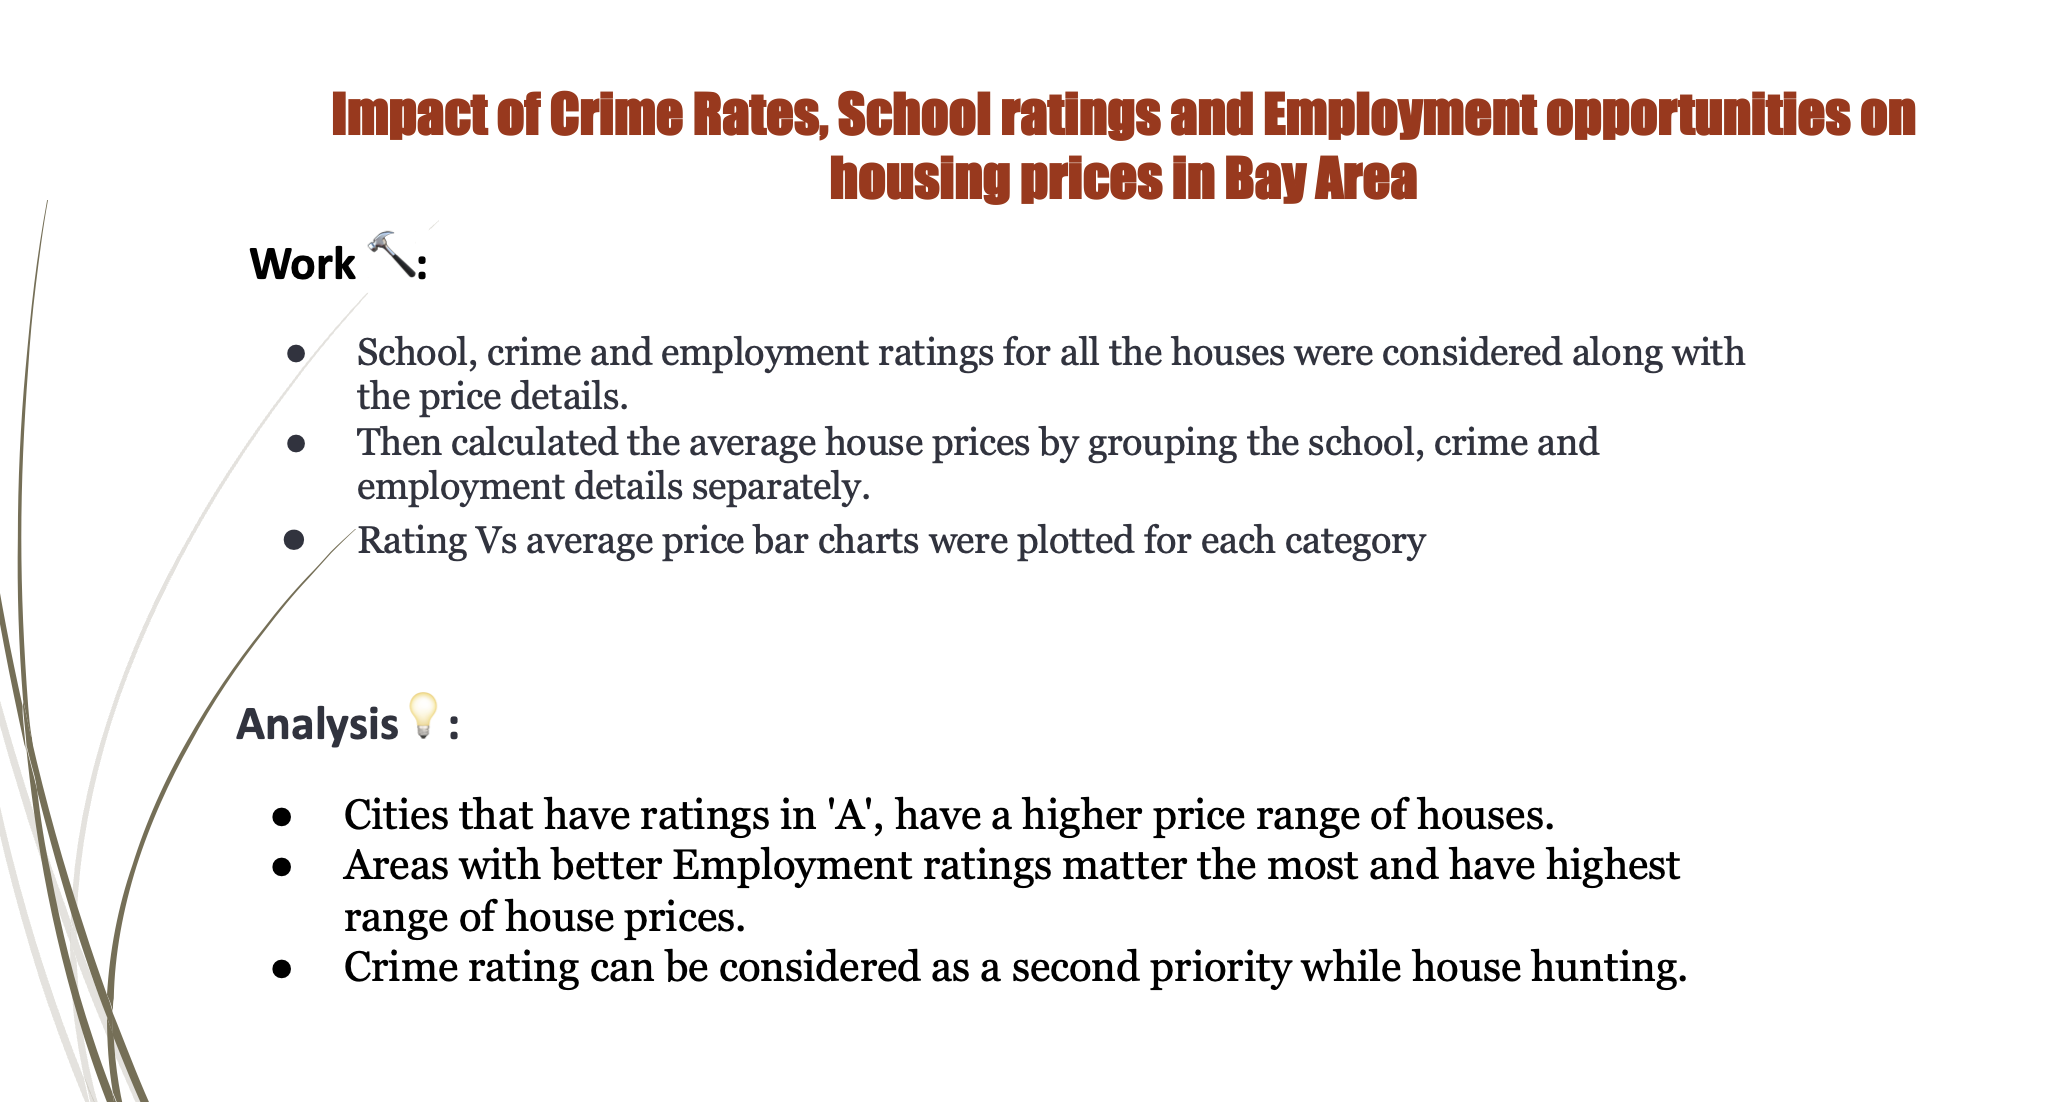 Impact of Crime Rates, School ratings and Employment opportunities on
housing prices in Bay Area
Work 🔨:
● School, crime and employment ratings for all the houses were considered along with
the price details.
● Then calculated the average house prices by grouping the school, crime and
employment details separately.
● Rating Vs average price bar charts were plotted for each category
Analysis💡:
● Cities that have ratings in 'A', have a higher price range of houses.
● Areas with better Employment ratings matter the most and have highest
range of house prices.
● Crime rating can be considered as a second priority while house hunting.